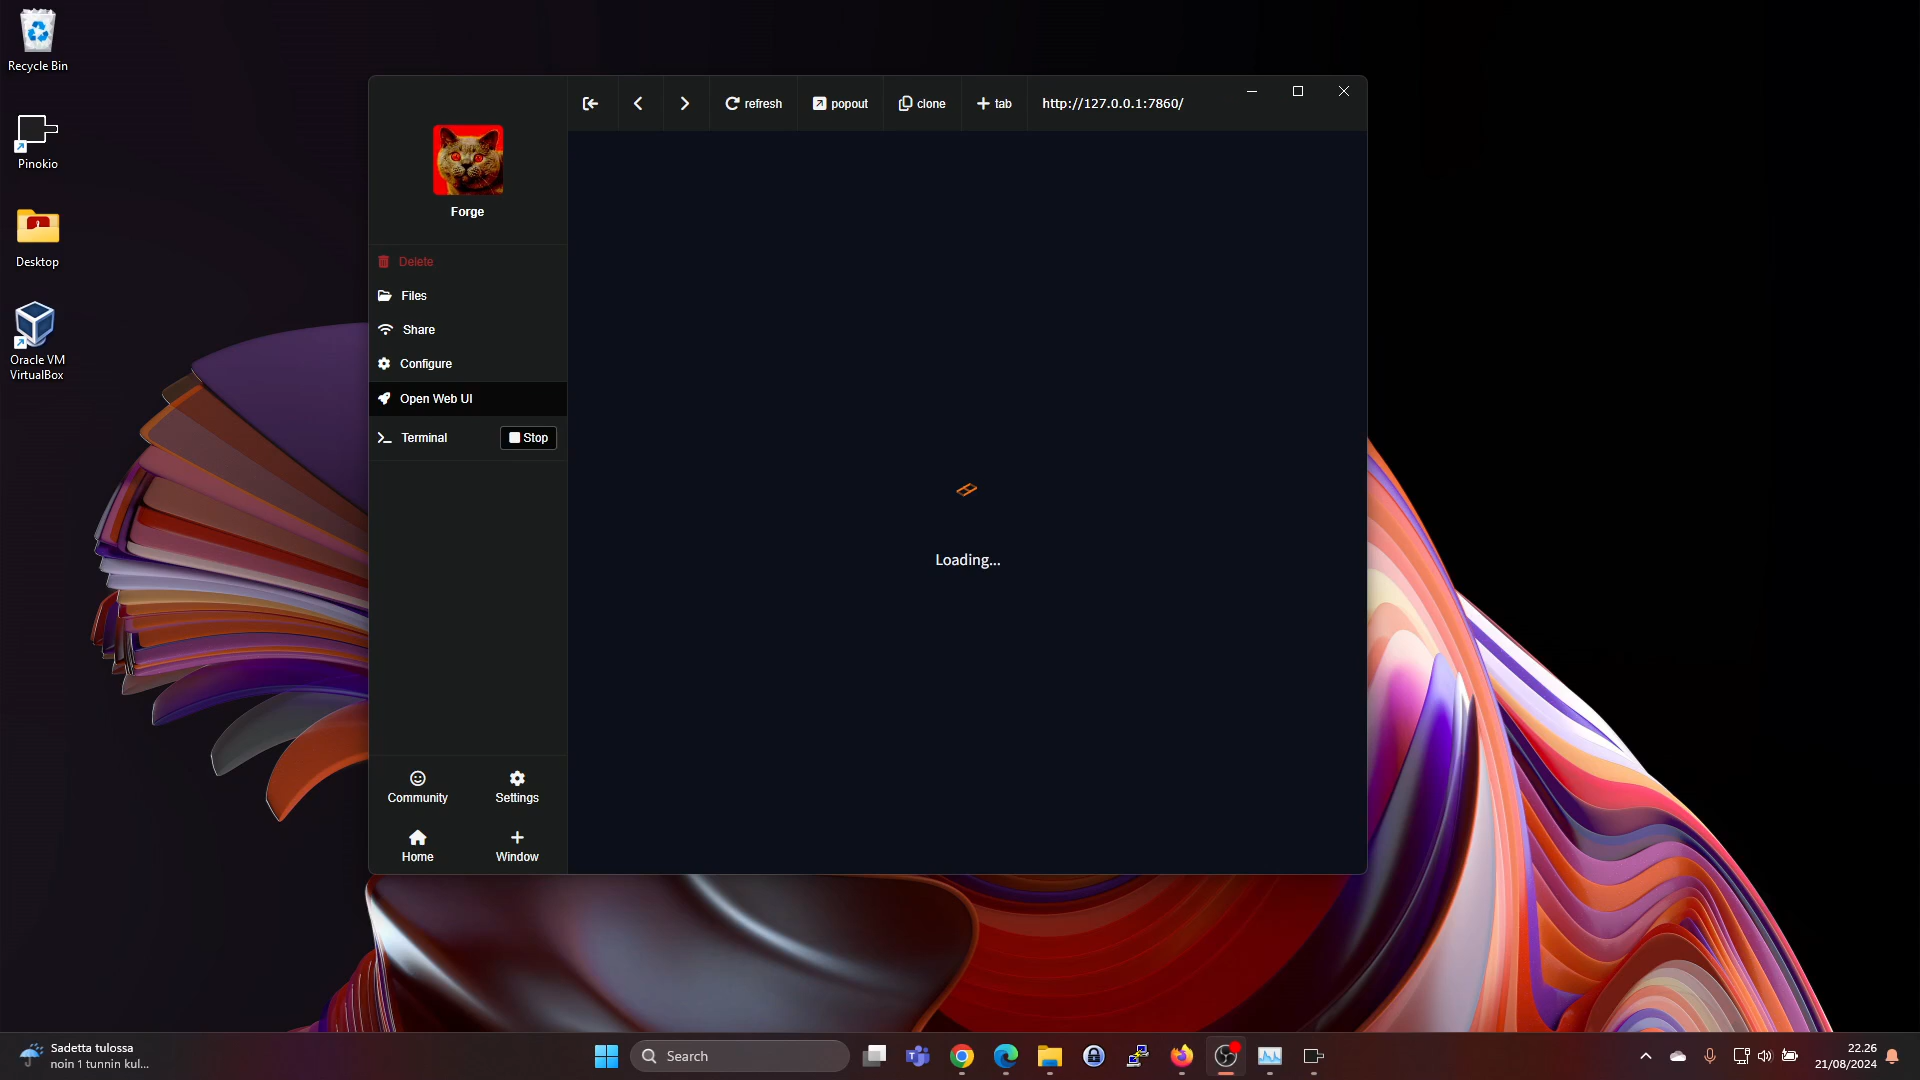 Recycle Bin
Pinokio
Desktop
Oracle VM
VirtualBox
refresh
popout
clone
tab
http://127.0.0.1:7860/
Forge
Delete
Files
Share
Configure
Open Web UI
Terminal
Stop
Loading...
Community
Settings
Home
Window
Sadetta tulossa
noin 1 tunnin kul...
Search
22.26
21/08/2024